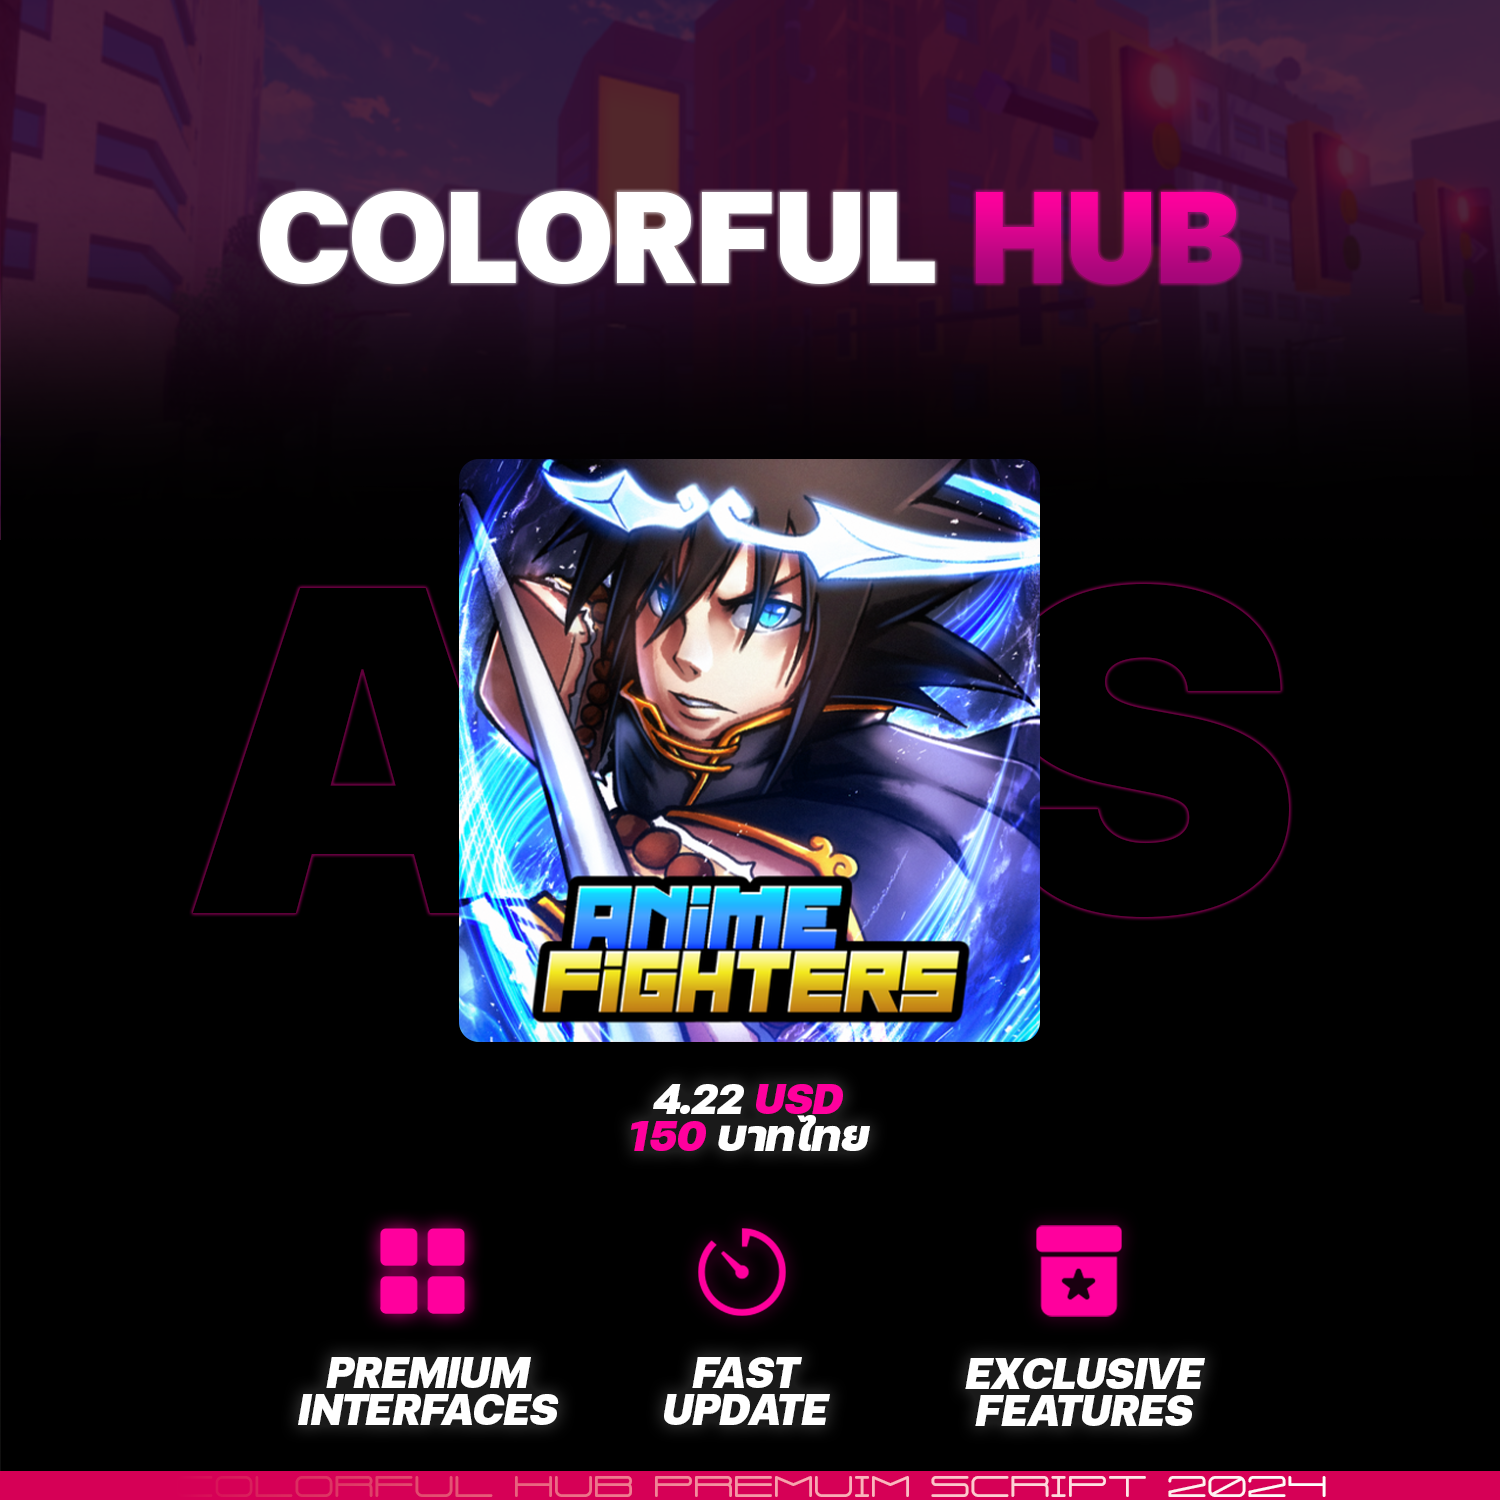 COLORFUL HUB
A S
ANiME
FiGHTERS
4.22 USD
150 บาทไทย
PREMIUM
INTERFACES
FAST
UPDATE
EXCLUSIVE
FEATURES
COLORFUL HUB PREMUIM SCRIPT 2024